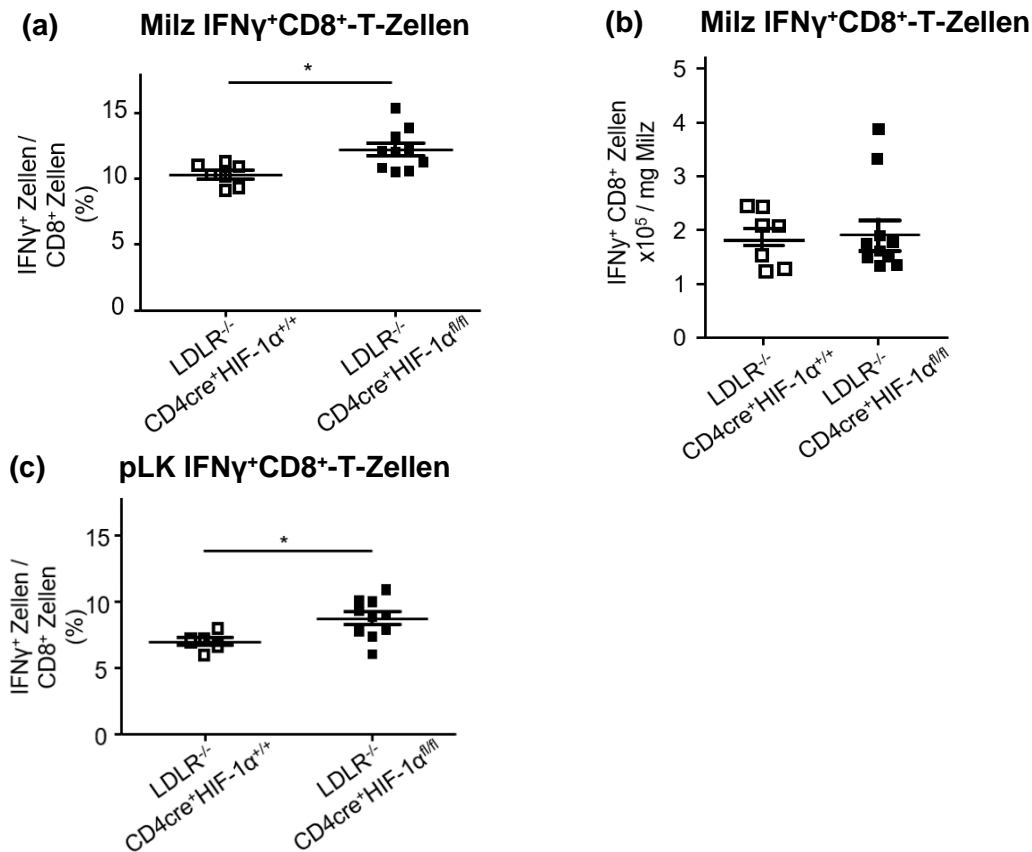 (a) Milz IFNγ⁺CD8⁺-T-Zellen
*
15
10
5
0
IFNγ⁺ Zellen /
CD8⁺ Zellen
(%)
LDLR⁻/⁻
CD4cre⁺HIF-1α⁺/⁺
LDLR⁻/⁻
CD4cre⁺HIF-1αfl/fl
(b) Milz IFNγ⁺CD8⁺-T-Zellen
5
4
3
2
1
0
IFNγ⁺ CD8⁺ Zellen
x10⁵ / mg Milz
LDLR⁻/⁻
CD4cre⁺HIF-1α⁺/⁺
LDLR⁻/⁻
CD4cre⁺HIF-1αfl/fl
(c) pLK IFNγ⁺CD8⁺-T-Zellen
*
15
10
5
0
IFNγ⁺ Zellen /
CD8⁺ Zellen
(%)
LDLR⁻/⁻
CD4cre⁺HIF-1α⁺/⁺
LDLR⁻/⁻
CD4cre⁺HIF-1αfl/fl